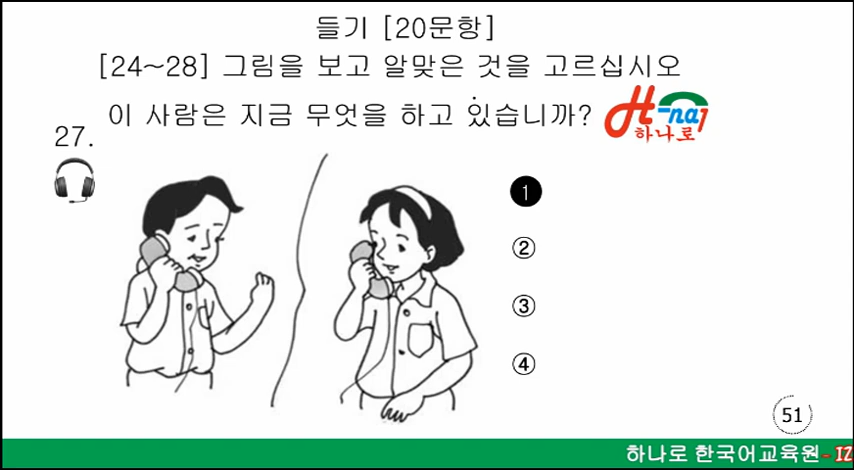 듣기 [20문항]
[24~28] 그림을 보고 알맞은 것을 고르십시오
이 사람은 지금 무엇을 하고 있습니까?
27.
H-na
하나로
1
②
③
④
51
하나로 한국어교육원- IZ